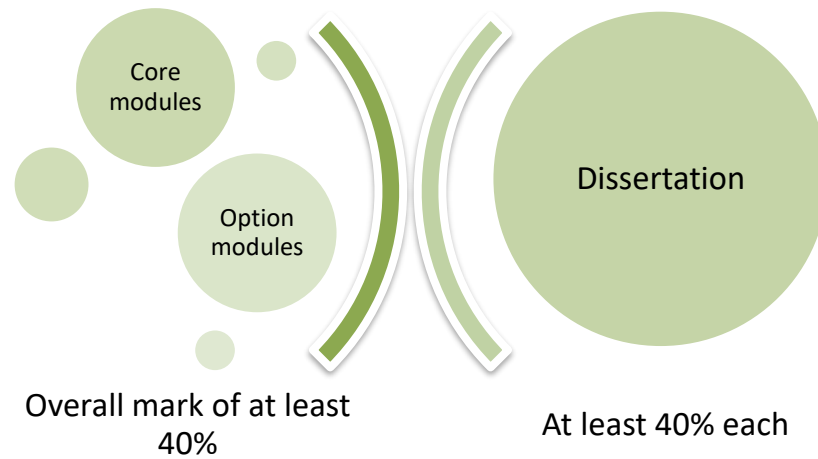 Core
modules
Option
modules
Dissertation
Overall mark of at least
40%
At least 40% each